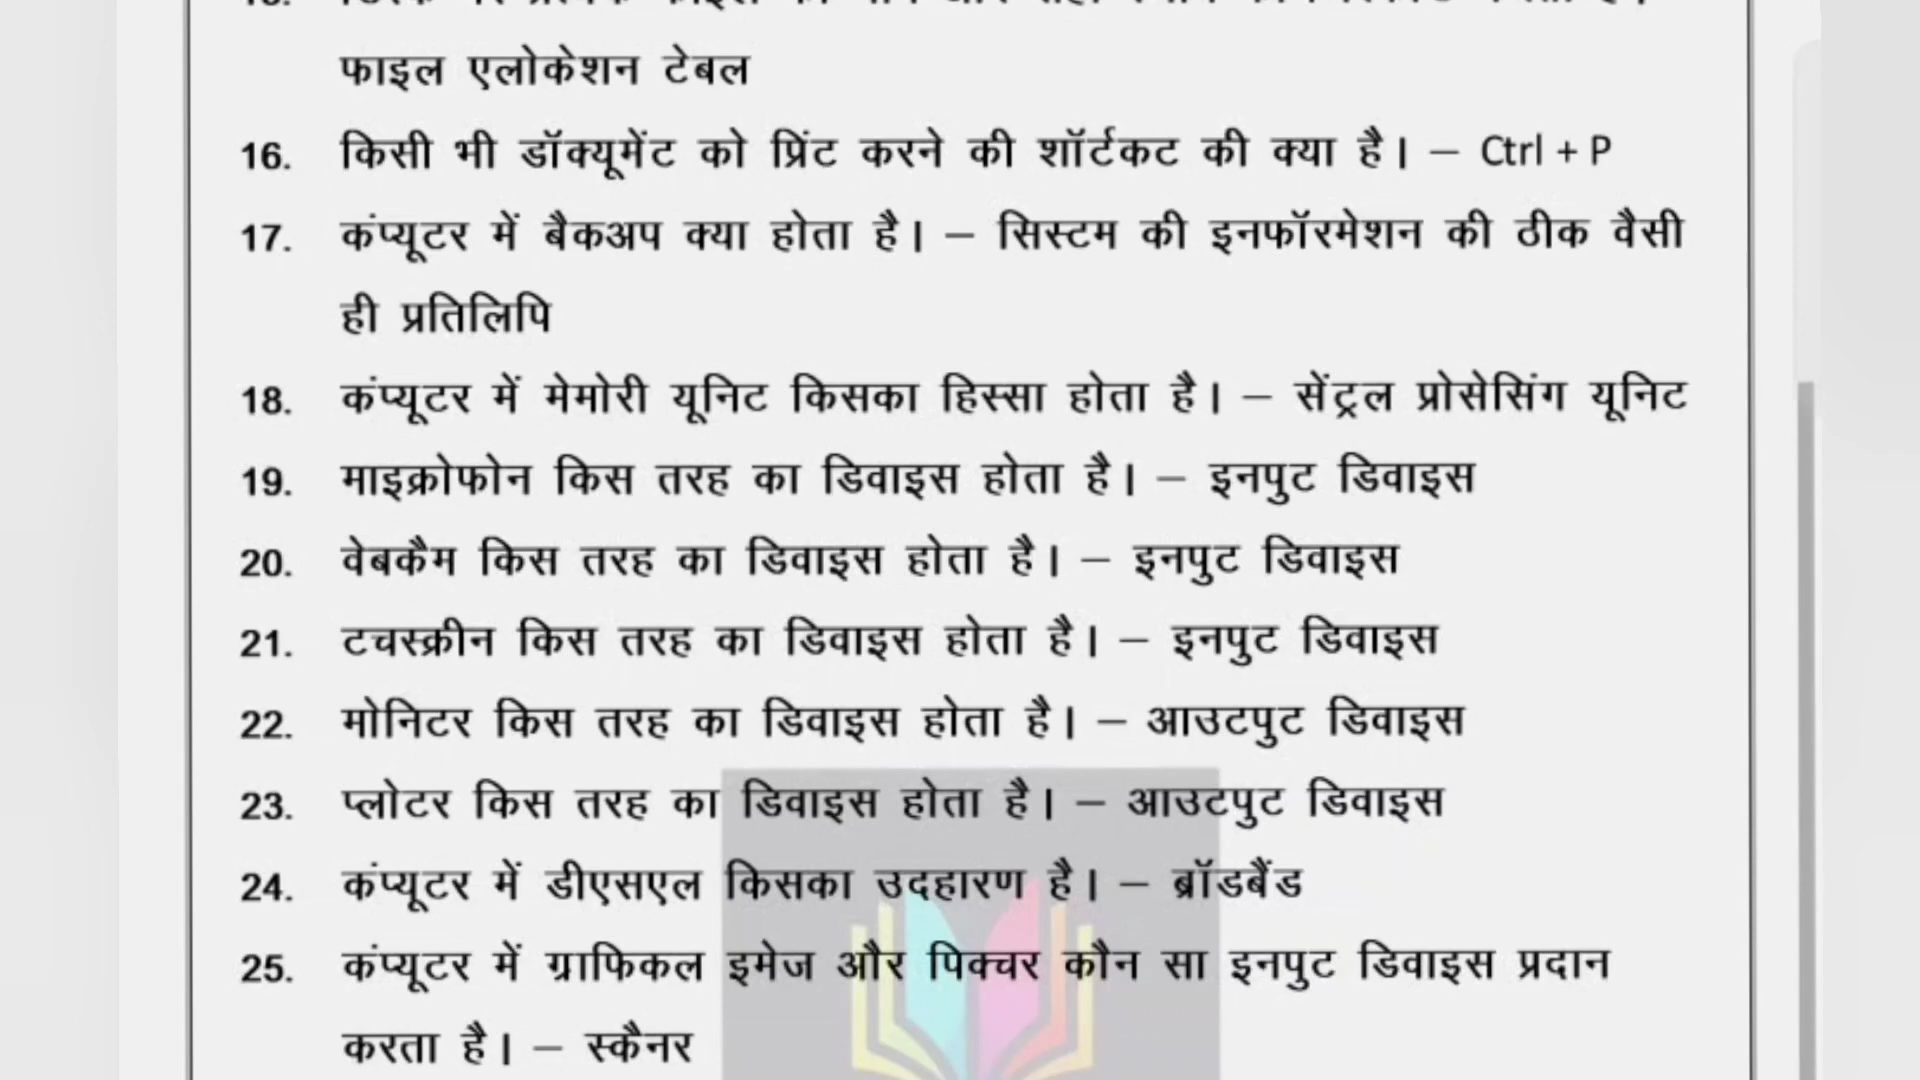 फाइल एलोकेशन टेबल
16. किसी भी डॉक्यूमेंट को प्रिंट करने की शॉर्टकट की क्या है। – Ctrl + P
17. कंप्यूटर में बैकअप क्या होता है। – सिस्टम की इनफॉरमेशन की ठीक वैसी
ही प्रतिलिपि
18. कंप्यूटर में मेमोरी यूनिट किसका हिस्सा होता है। – सेंट्रल प्रोसेसिंग यूनिट
19. माइक्रोफोन किस तरह का डिवाइस होता है। – इनपुट डिवाइस
20. वेबकैम किस तरह का डिवाइस होता है। – इनपुट डिवाइस
21. टचस्क्रीन किस तरह का डिवाइस होता है। – इनपुट डिवाइस
22. मोनिटर किस तरह का डिवाइस होता है। – आउटपुट डिवाइस
23. प्लोटर किस तरह का डिवाइस होता है। – आउटपुट डिवाइस
24. कंप्यूटर में डीएसएल किसका उदहारण है। – ब्रॉडबैंड
25. कंप्यूटर में ग्राफिकल इमेज और पिक्चर कौन सा इनपुट डिवाइस प्रदान
करता है। – स्कैनर